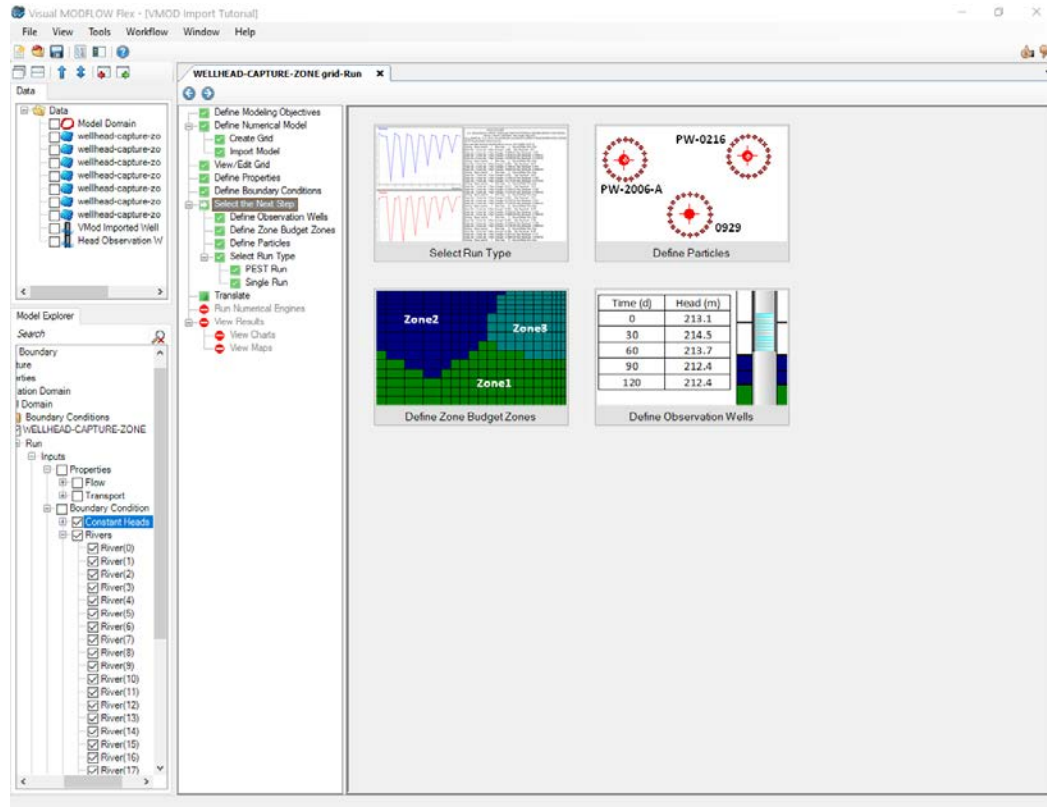 Visual MODFLOW Flex - [VMOD Import Tutorial]
File View Tools Workflow Window Help
Data
Data
Model Domain
wellhead-capture-zo
wellhead-capture-zo
wellhead-capture-zo
wellhead-capture-zo
wellhead-capture-zo
wellhead-capture-zo
wellhead-capture-zo
VMod Imported Well
Head Observation W
Model Explorer
Search
Boundary
ture
erties
ation Domain
l Domain
Boundary Conditions
WELLHEAD-CAPTURE-ZONE
Run
Inputs
Properties
Flow
Transport
Boundary Condition
Constant Heads
Rivers
River(0)
River(1)
River(2)
River(3)
River(4)
River(5)
River(6)
River(7)
River(8)
River(9)
River(10)
River(11)
River(12)
River(13)
River(14)
River(15)
River(16)
River(17)
WELLHEAD-CAPTURE-ZONE grid-Run
Define Modeling Objectives
Define Numerical Model
Create Grid
Import Model
View/Edit Grid
Define Properties
Define Boundary Conditions
Select the Next Step
Define Observation Wells
Define Zone Budget Zones
Define Particles
Select Run Type
PEST Run
Single Run
Translate
Run Numerical Engines
View Results
View Charts
View Maps
Select Run Type
PW-0216
PW-2006-A
0929
Define Particles
Zone2
Zone3
Zone1
Define Zone Budget Zones
Time (d) Head (m)
0 213.1
30 214.5
60 213.7
90 212.4
120 212.4
Define Observation Wells